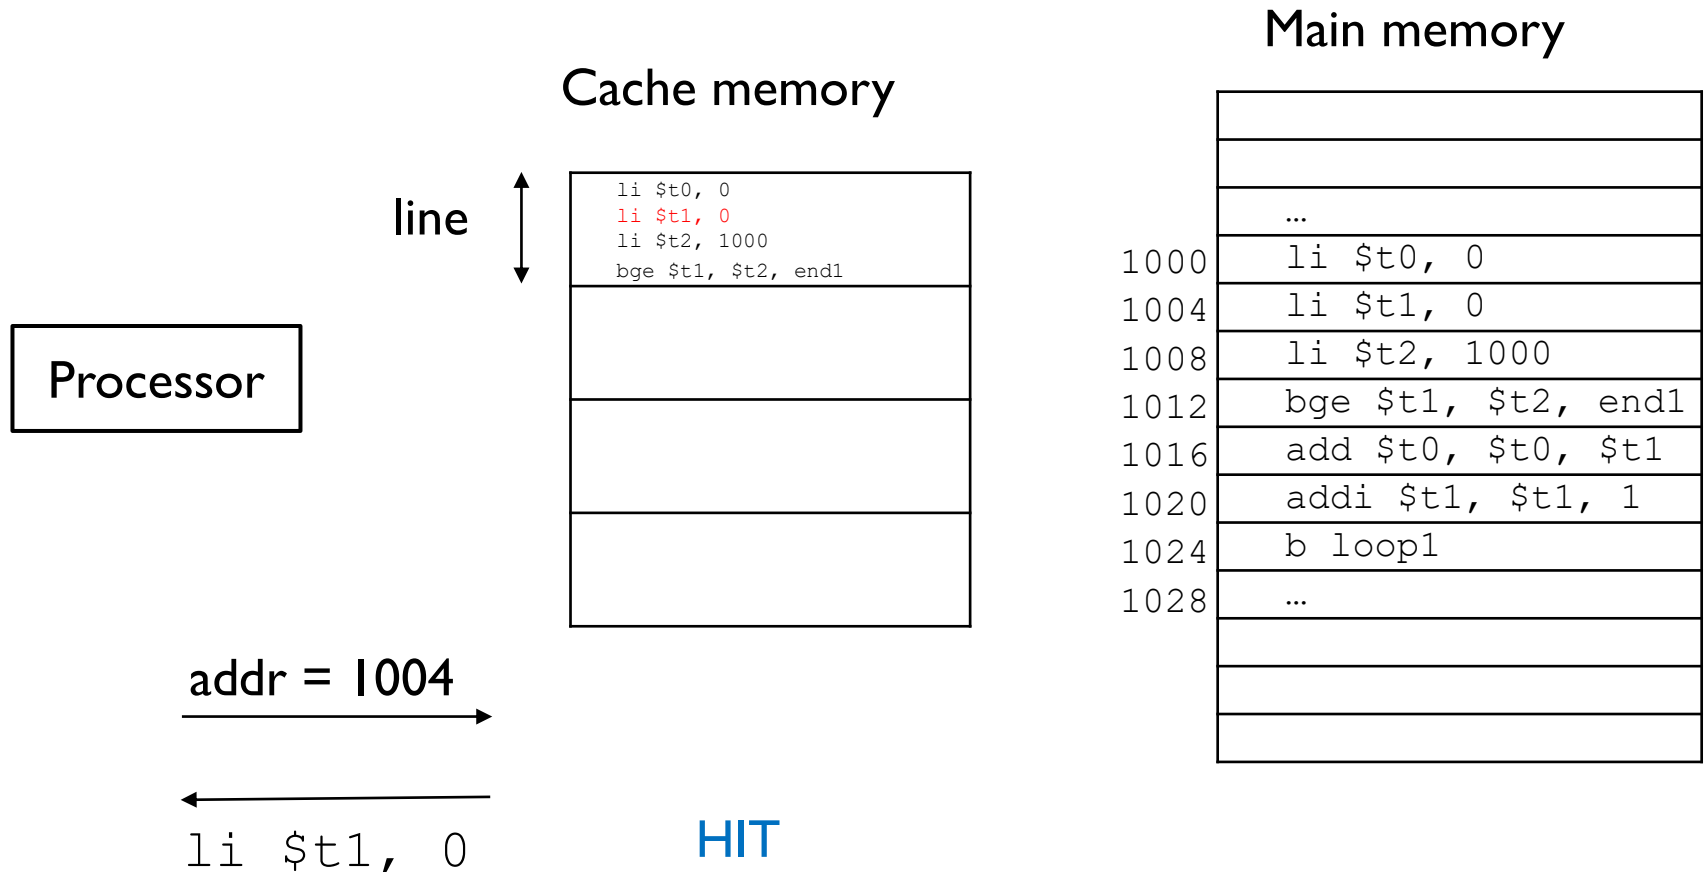 Main memory
Cache memory
line
li $t0, 0
li $t1, 0
li $t2, 1000
bge $t1, $t2, end1
Processor
…
1000 li $t0, 0
1004 li $t1, 0
1008 li $t2, 1000
1012 bge $t1, $t2, end1
1016 add $t0, $t0, $t1
1020 addi $t1, $t1, 1
1024 b loop1
1028 …
addr = 1004
li $t1, 0
HIT